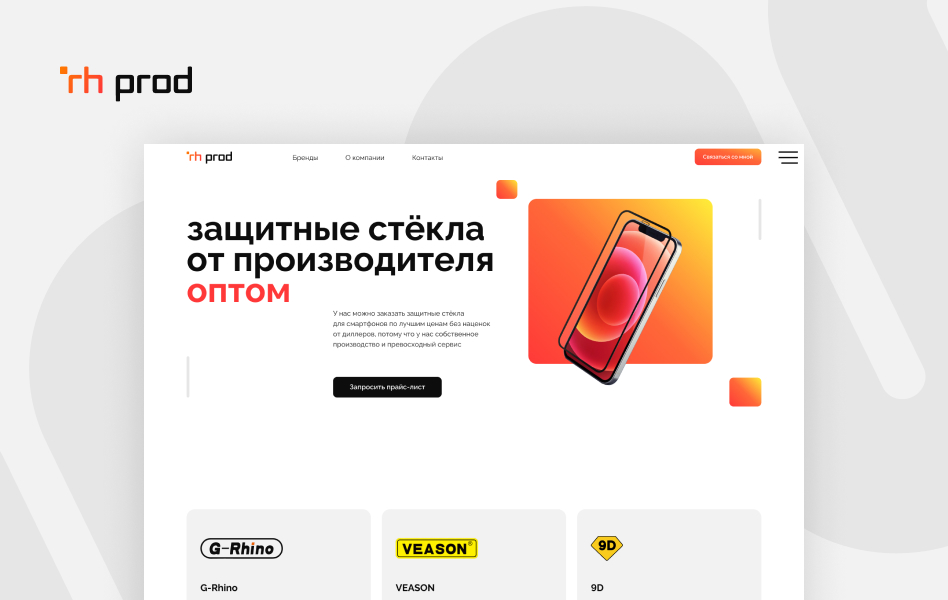 rh prod
rh prod
Бренды
О компании
Контакты
Связаться со мной
защитные стёкла
от производителя
оптом
У нас можно заказать защитные стёкла
для смартфонов по лучшим ценам без наценок
от диллеров, потому что у нас собственное
производство и превосходный сервис
Запросить прайс-лист
G-Rhino
VEASON®
9D
G-Rhino
VEASON
9D